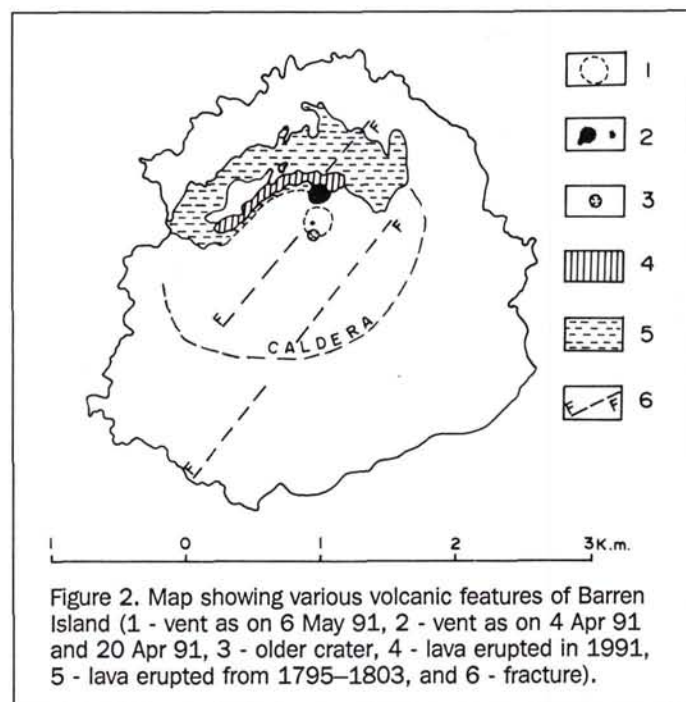 1
2
3
4
5
6
F
F
F
F
CALDERA
1 0 1 2 3 K.m.
Figure 2. Map showing various volcanic features of Barren
Island (1 - vent as on 6 May 91, 2 - vent as on 4 Apr 91
and 20 Apr 91, 3 - older crater, 4 - lava erupted in 1991,
5 - lava erupted from 1795–1803, and 6 - fracture).
F F